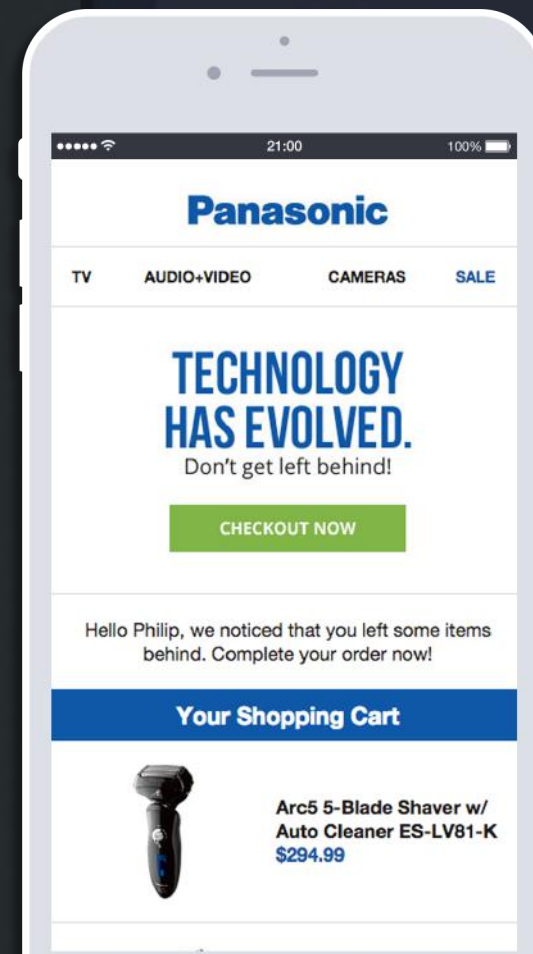 21:00 100%
Panasonic
TV AUDIO+VIDEO CAMERAS SALE
TECHNOLOGY
HAS EVOLVED.
Don't get left behind!
CHECKOUT NOW
Hello Philip, we noticed that you left some items
behind. Complete your order now!
Your Shopping Cart
Arc5 5-Blade Shaver w/
Auto Cleaner ES-LV81-K
$294.99